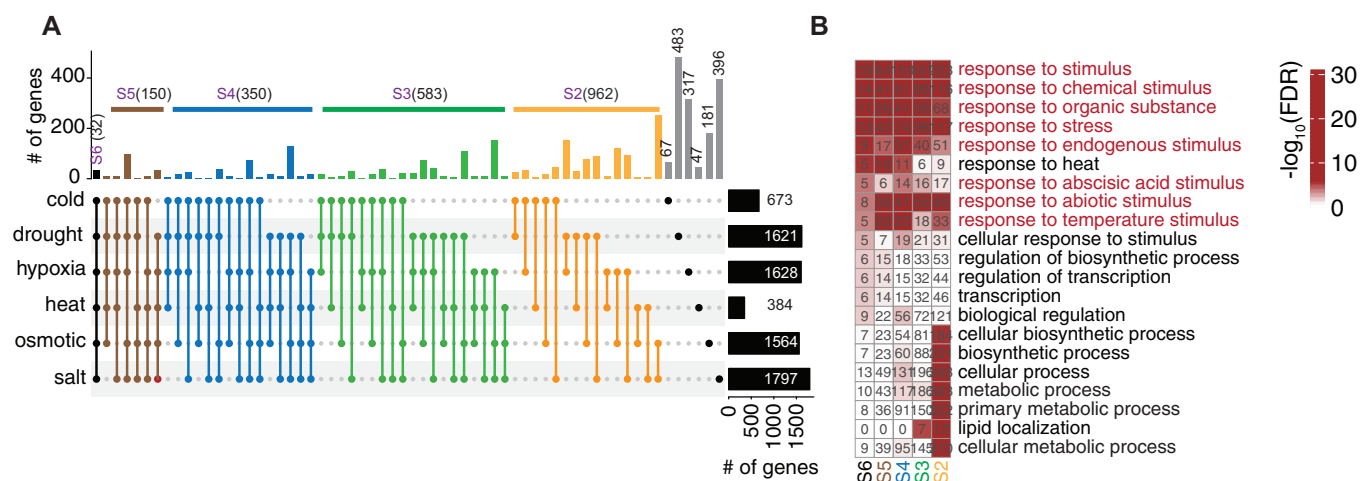 A
# of genes
400
200
0
S6 (32)
S5(150)
S4(350)
S3(583)
S2(962)
67
483
317
47
181
396
cold
673
drought
1621
hypoxia
1628
heat
384
osmotic
1564
salt
1797
0
500
1000
1500
# of genes
B
response to stimulus
response to chemical stimulus
response to organic substance
68
response to stress
17
40
51
response to endogenous stimulus
11
6
9
response to heat
5
6
14
16
17
response to abscisic acid stimulus
8
response to abiotic stimulus
5
18
33
response to temperature stimulus
5
7
19
21
31
cellular response to stimulus
6
15
18
33
53
regulation of biosynthetic process
6
14
15
32
44
regulation of transcription
6
14
15
32
46
transcription
9
22
56
72
121
biological regulation
7
23
54
81
cellular biosynthetic process
7
23
60
88
biosynthetic process
13
49
131
196
cellular process
10
43
117
186
metabolic process
8
36
91
150
primary metabolic process
0
0
0
7
lipid localization
9
39
95
145
cellular metabolic process
S6
S5
S4
S3
S2
-log10(FDR)
30
20
10
0